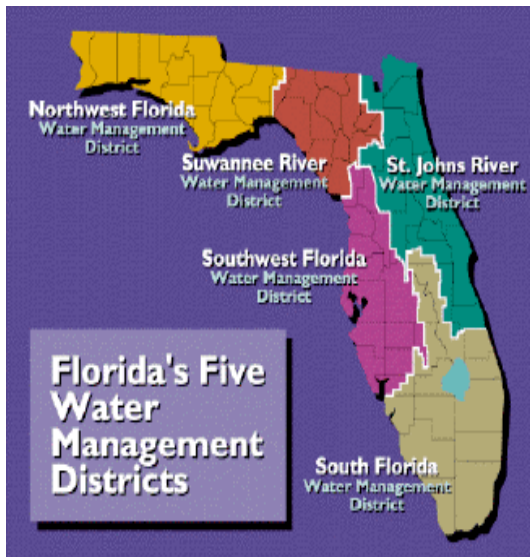 Northwest Florida
Water Management
District
Suwannee River
Water Management
District
St. Johns River
Water Management
District
Southwest Florida
Water Management
District
Florida's Five
Water
Management
Districts
South Florida
Water Management
District